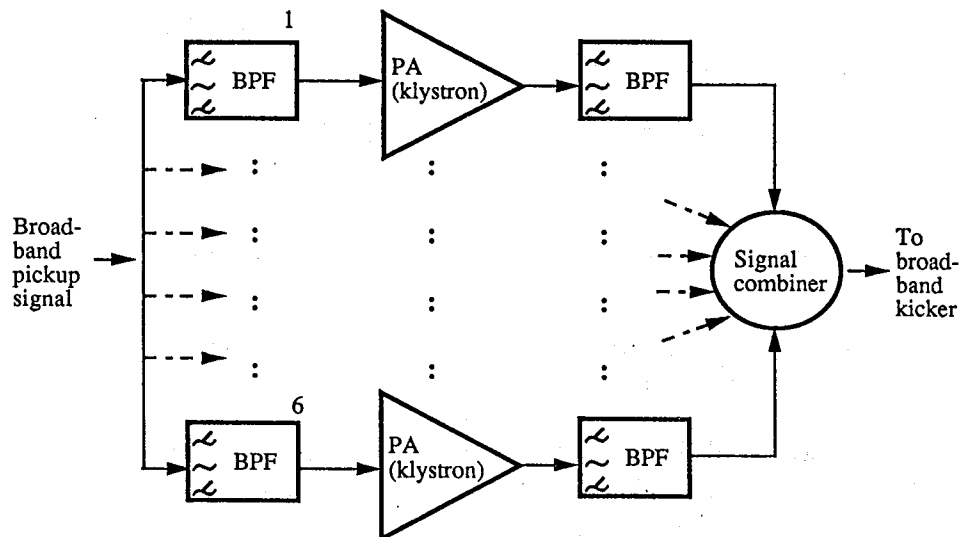 1
BPF
PA
(klystron)
BPF
Broad-
band
pickup
signal
Signal
combiner
To
broad-
band
kicker
6
BPF
PA
(klystron)
BPF